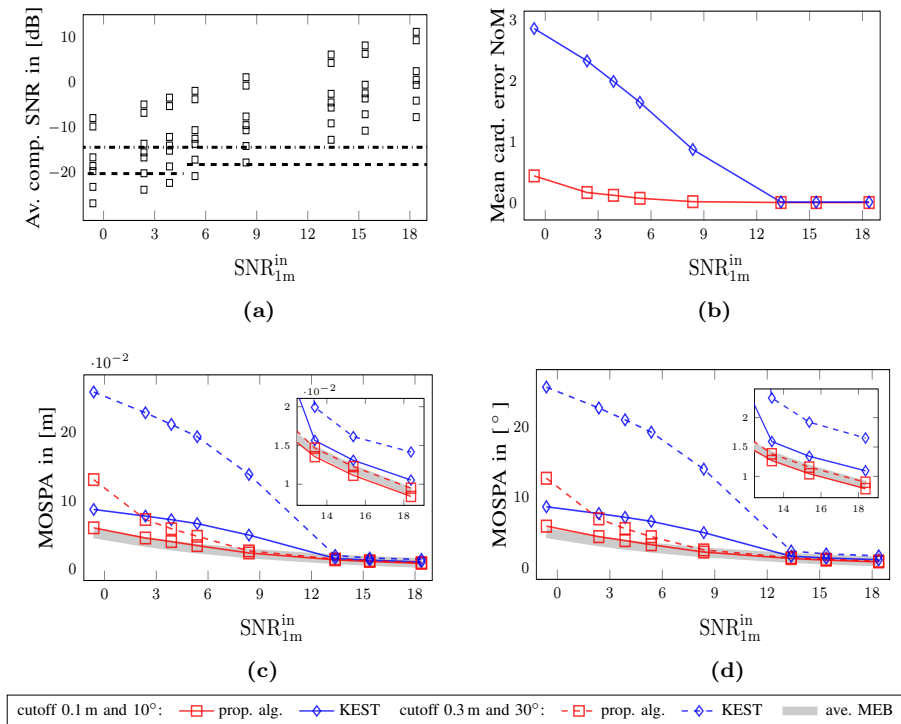 Av. comp. SNR in [dB]
10
0
−10
−20
0 3 6 9 12 15 18
SNR_{1m}^{in}
(a)
Mean card. error NoM
3
2
1
0
0 3 6 9 12 15 18
SNR_{1m}^{in}
(b)
·10^{−2}
MOSPA in [m]
20
10
0
0 3 6 9 12 15 18
·10^{−2}
2
1.5
1
14 16 18
SNR_{1m}^{in}
(c)
MOSPA in [°]
20
10
0
0 3 6 9 12 15 18
2
1.5
1
14 16 18
SNR_{1m}^{in}
(d)
cutoff 0.1 m and 10°: prop. alg. KEST cutoff 0.3 m and 30°: prop. alg. KEST ave. MEB